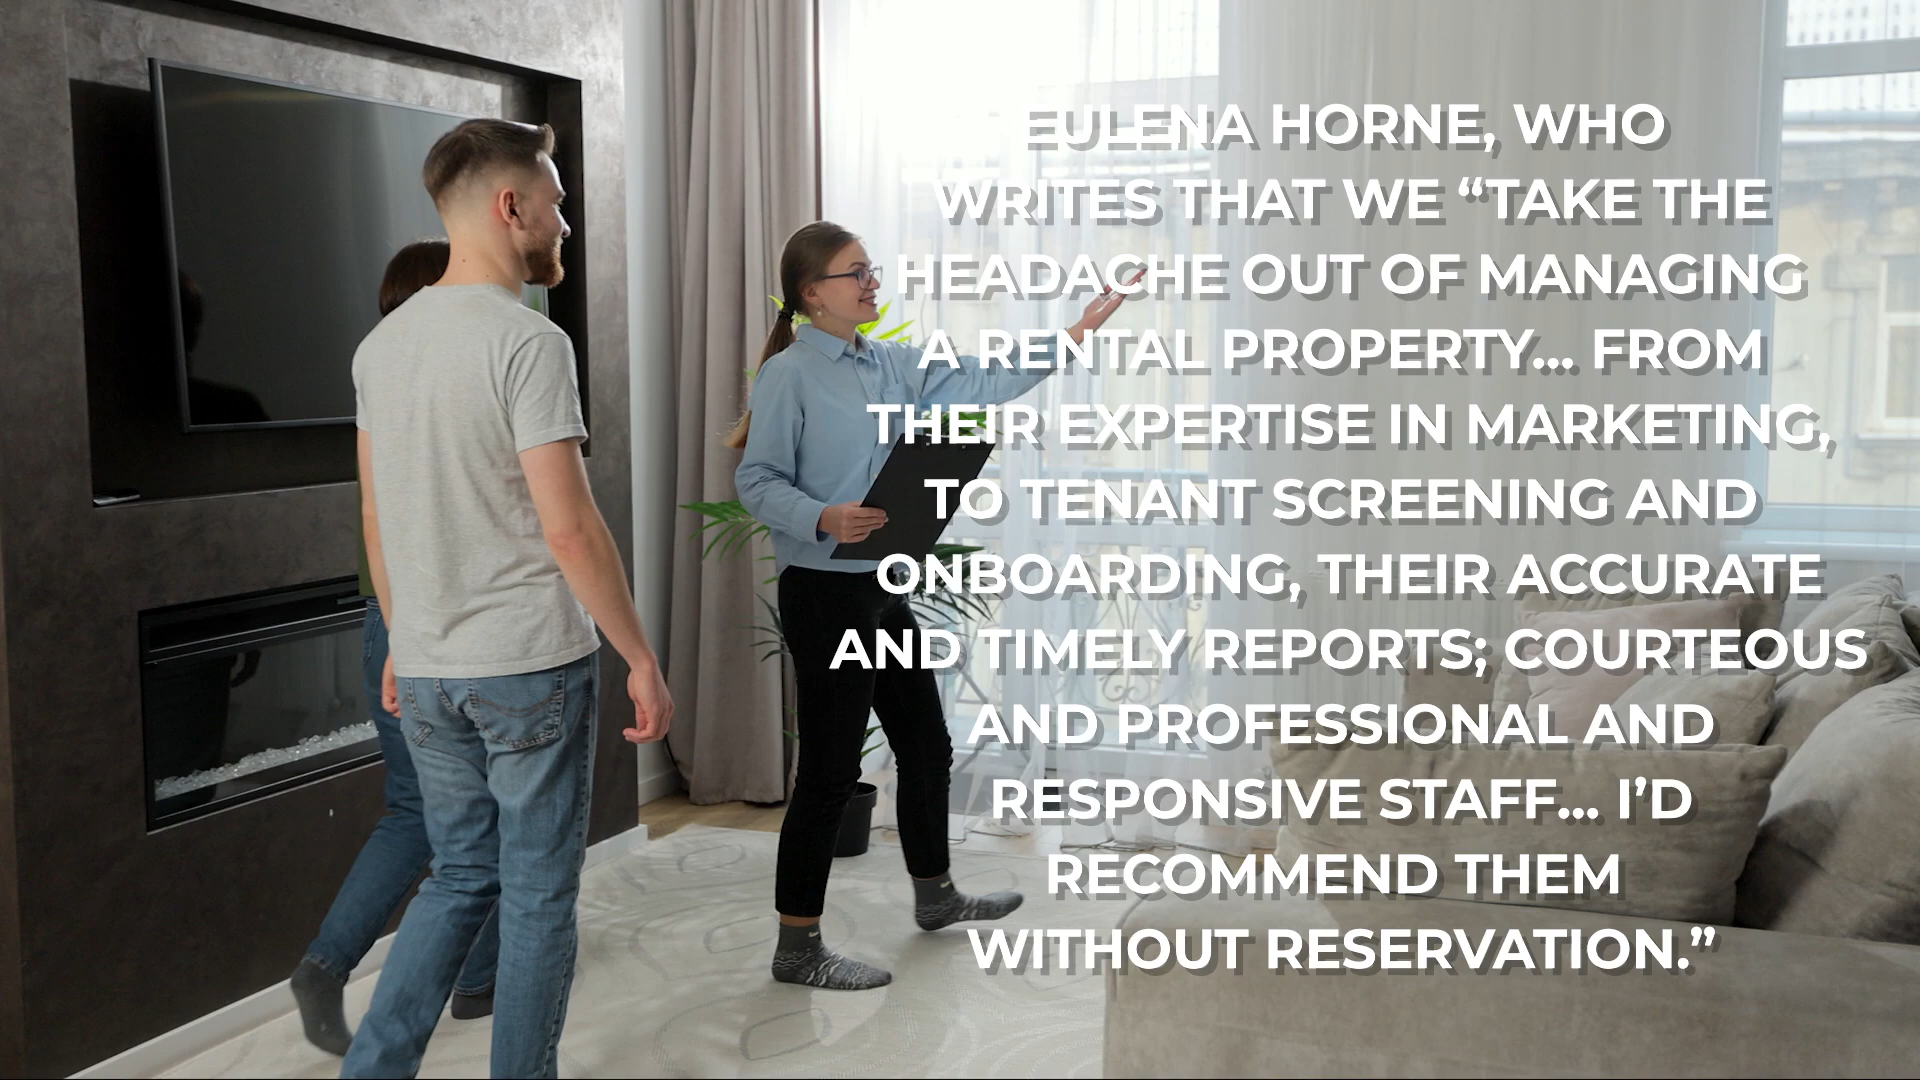 EULENA HORNE, WHO
WRITES THAT WE “TAKE THE
HEADACHE OUT OF MANAGING
A RENTAL PROPERTY... FROM
THEIR EXPERTISE IN MARKETING,
TO TENANT SCREENING AND
ONBOARDING, THEIR ACCURATE
AND TIMELY REPORTS; COURTEOUS
AND PROFESSIONAL AND
RESPONSIVE STAFF... I’D
RECOMMEND THEM
WITHOUT RESERVATION.”